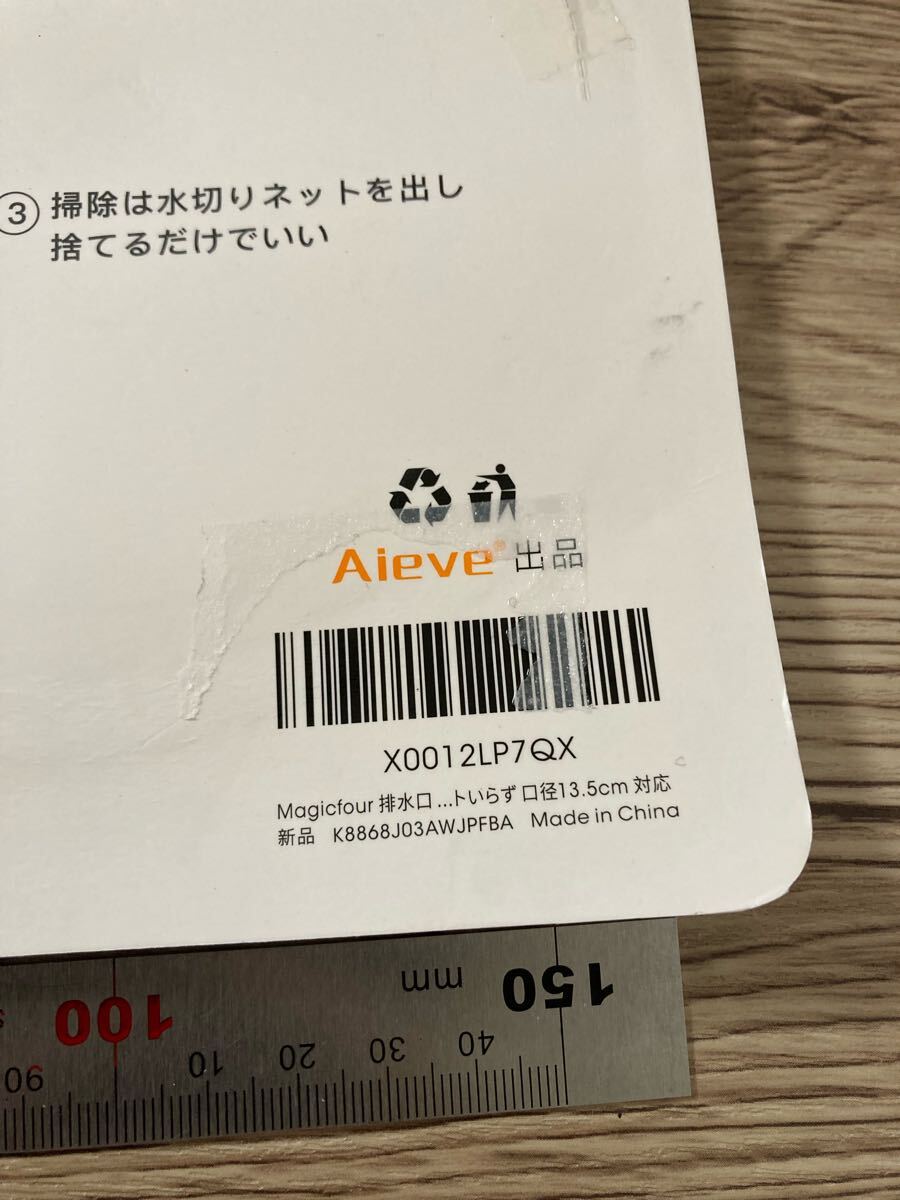 ③ 掃除は水切りネットを出し
捨てるだけでいい
Aieve® 出品
X0012LP7QX
Magicfour 排水口 ...トいらず 口径13.5cm 対応
新品 K8868J03AWJPFBA Made in China
100 mm 150
90 10 20 30 40